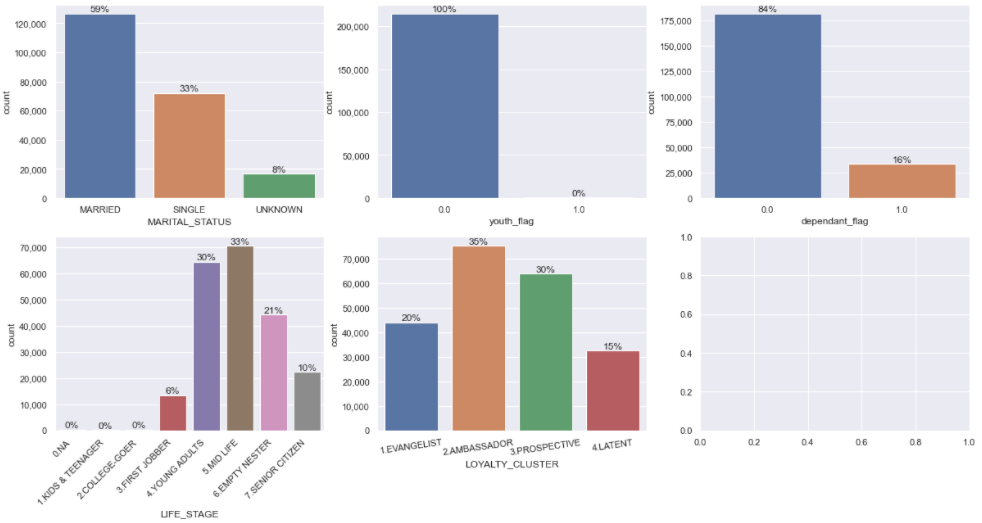 59%
33%
8%
120,000
100,000
80,000
60,000
40,000
20,000
0
count
MARRIED SINGLE UNKNOWN
MARITAL_STATUS
100%
0%
200,000
150,000
100,000
50,000
0
count
0.0 1.0
youth_flag
84%
16%
175,000
150,000
125,000
100,000
75,000
50,000
25,000
0
count
0.0 1.0
dependant_flag
0% 0% 0% 6% 30% 33% 21% 10%
70,000
60,000
50,000
40,000
30,000
20,000
10,000
0
count
0.NA
1.KIDS & TEENAGER
2.COLLEGE-GOER
3.FIRST JOBBER
4.YOUNG ADULTS
5.MID LIFE
6.EMPTY NESTER
7.SENIOR CITIZEN
LIFE_STAGE
20% 35% 30% 15%
70,000
60,000
50,000
40,000
30,000
20,000
10,000
0
count
1.EVANGELIST 2.AMBASSADOR 3.PROSPECTIVE 4.LATENT
LOYALTY_CLUSTER
1.0
0.8
0.6
0.4
0.2
0.0
0.0 0.2 0.4 0.6 0.8 1.0